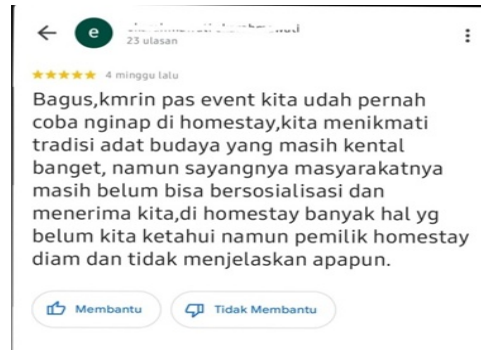 e
23 ulasan
4 minggu lalu
Bagus,kmrin pas event kita udah pernah
coba nginap di homestay,kita menikmati
tradisi adat budaya yang masih kental
banget, namun sayangnya masyarakatnya
masih belum bisa bersosialisasi dan
menerima kita,di homestay banyak hal yg
belum kita ketahui namun pemilik homestay
diam dan tidak menjelaskan apapun.
Membantu
Tidak Membantu